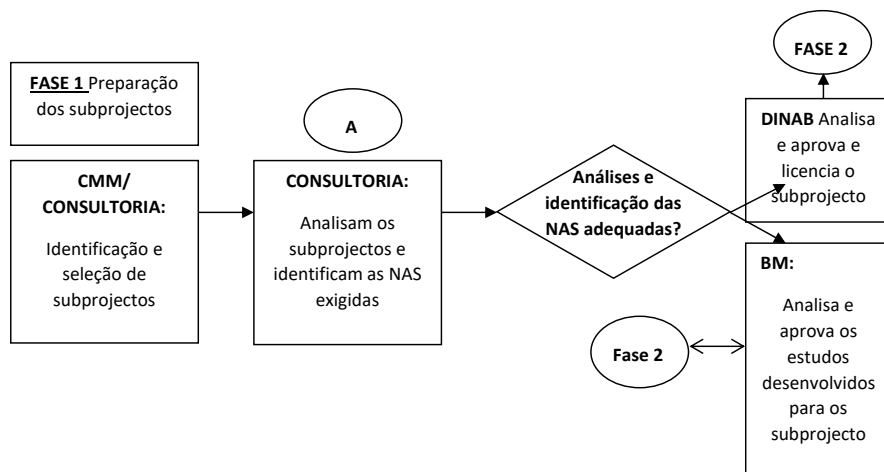 FASE 1 Preparação
dos subprojectos
CMM/
CONSULTORIA:
Identificação e
seleção de
subprojectos
A
CONSULTORIA:
Analisam os
subprojectos e
identificam as NAS
exigidas
Análises e
identificação das
NAS adequadas?
FASE 2
DINAB Analisa
e aprova e
licencia o
subprojecto
BM:
Analisa e
aprova os
estudos
desenvolvidos
para os
subprojecto
Fase 2